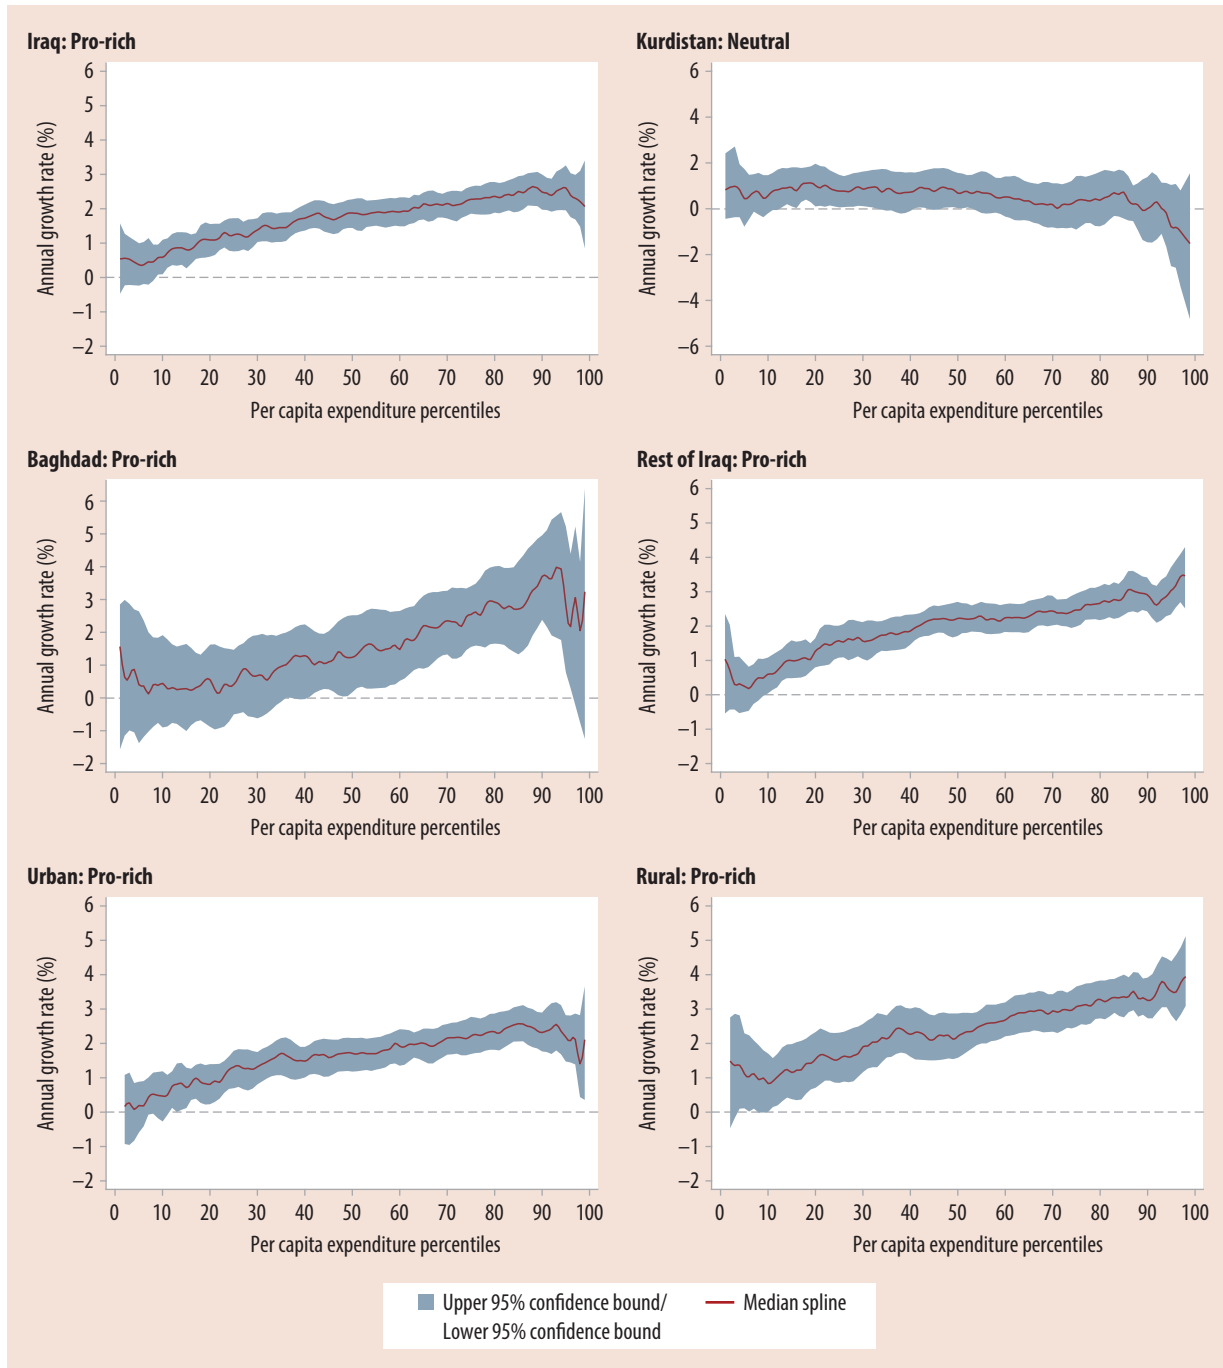 Iraq: Pro-rich
Annual growth rate (%)
6
5
4
3
2
1
0
−1
−2
0 10 20 30 40 50 60 70 80 90 100
Per capita expenditure percentiles
Kurdistan: Neutral
Annual growth rate (%)
6
4
2
0
−2
−4
−6
0 10 20 30 40 50 60 70 80 90 100
Per capita expenditure percentiles
Baghdad: Pro-rich
Annual growth rate (%)
6
5
4
3
2
1
0
−1
−2
0 10 20 30 40 50 60 70 80 90 100
Per capita expenditure percentiles
Rest of Iraq: Pro-rich
Annual growth rate (%)
6
5
4
3
2
1
0
−1
−2
0 10 20 30 40 50 60 70 80 90 100
Per capita expenditure percentiles
Urban: Pro-rich
Annual growth rate (%)
6
5
4
3
2
1
0
−1
−2
0 10 20 30 40 50 60 70 80 90 100
Per capita expenditure percentiles
Rural: Pro-rich
Annual growth rate (%)
6
5
4
3
2
1
0
−1
−2
0 10 20 30 40 50 60 70 80 90 100
Per capita expenditure percentiles
Upper 95% confidence bound/
Lower 95% confidence bound
Median spline